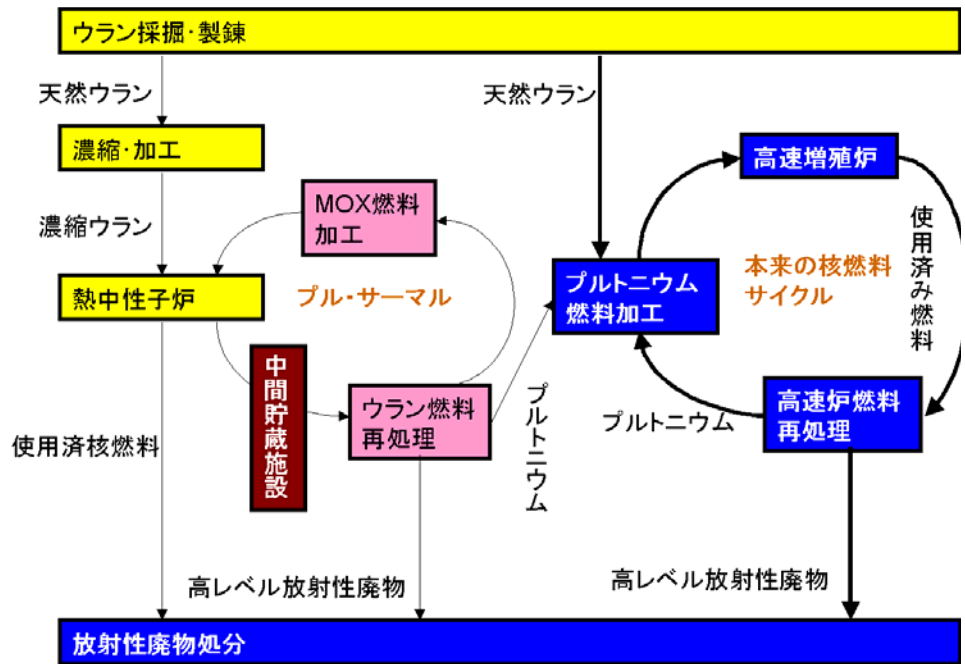 ウラン採掘・製錬
天然ウラン
天然ウラン
濃縮・加工
高速増殖炉
MOX燃料
加工
濃縮ウラン
使用済み燃料
熱中性子炉
プル・サーマル
プルトニウム
燃料加工
本来の核燃料
サイクル
中間貯蔵施設
ウラン燃料
再処理
プルトニウム
プルトニウム
高速炉燃料
再処理
使用済核燃料
高レベル放射性廃物
高レベル放射性廃物
放射性廃物処分